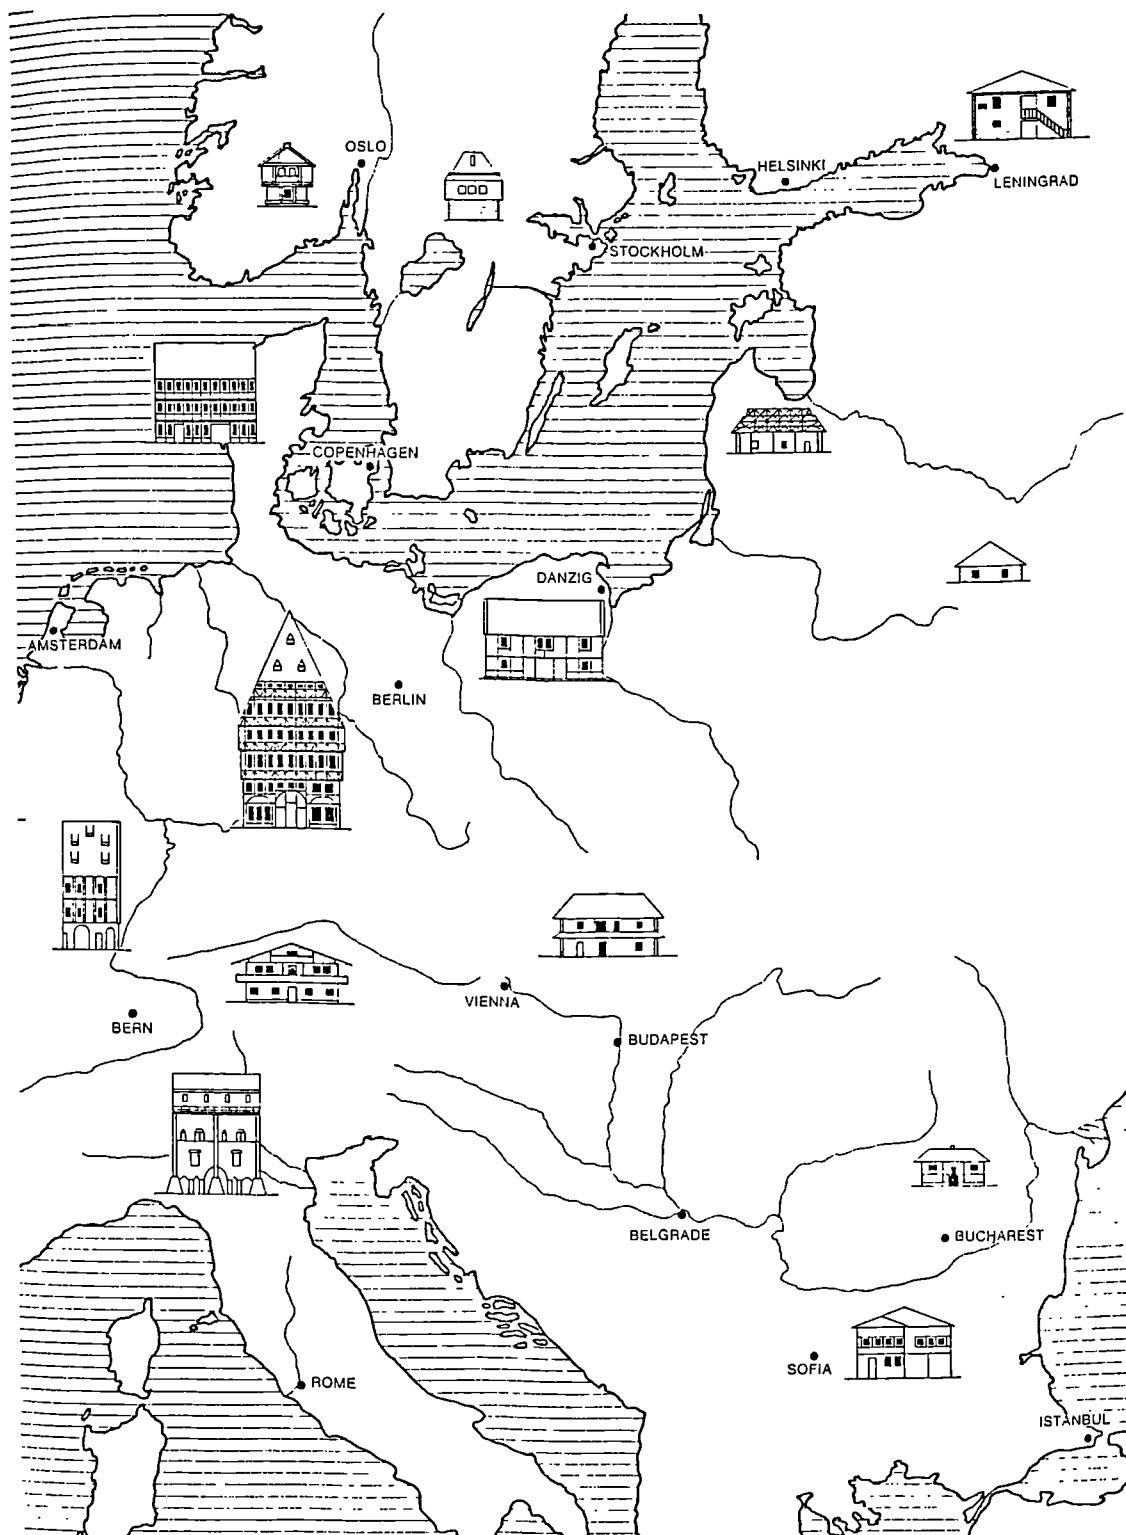 OSLO
HELSINKI
LENINGRAD
STOCKHOLM
COPENHAGEN
DANZIG
AMSTERDAM
BERLIN
VIENNA
BERN
BUDAPEST
BELGRADE
BUCHAREST
SOFIA
ROME
ISTANBUL